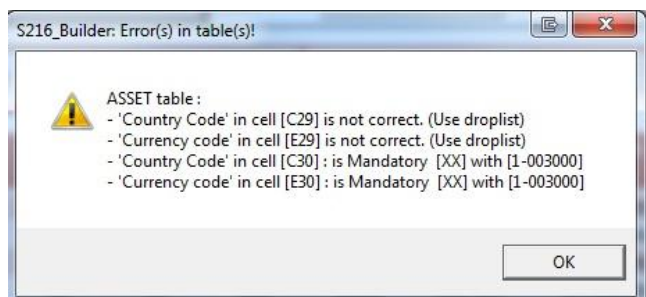 S216_Builder: Error(s) in table(s)!
ASSET table :
- 'Country Code' in cell [C29] is not correct. (Use droplist)
- 'Currency code' in cell [E29] is not correct. (Use droplist)
- 'Country Code' in cell [C30] : is Mandatory  [XX] with [1-003000]
- 'Currency code' in cell [E30] : is Mandatory  [XX] with [1-003000]
OK